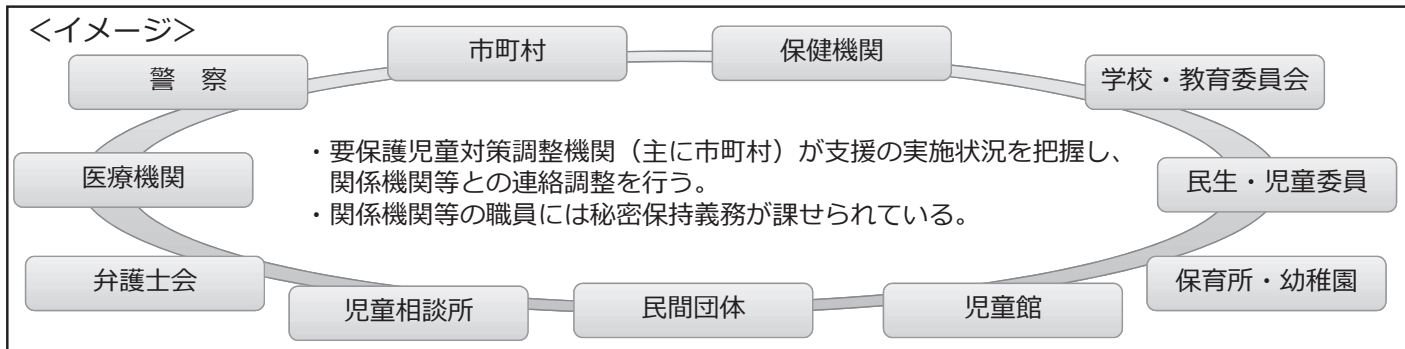 ＜イメージ＞
市町村
保健機関
警　察
学校・教育委員会
・要保護児童対策調整機関（主に市町村）が支援の実施状況を把握し、
関係機関等との連絡調整を行う。
・関係機関等の職員には秘密保持義務が課せられている。
医療機関
民生・児童委員
弁護士会
保育所・幼稚園
児童相談所
民間団体
児童館